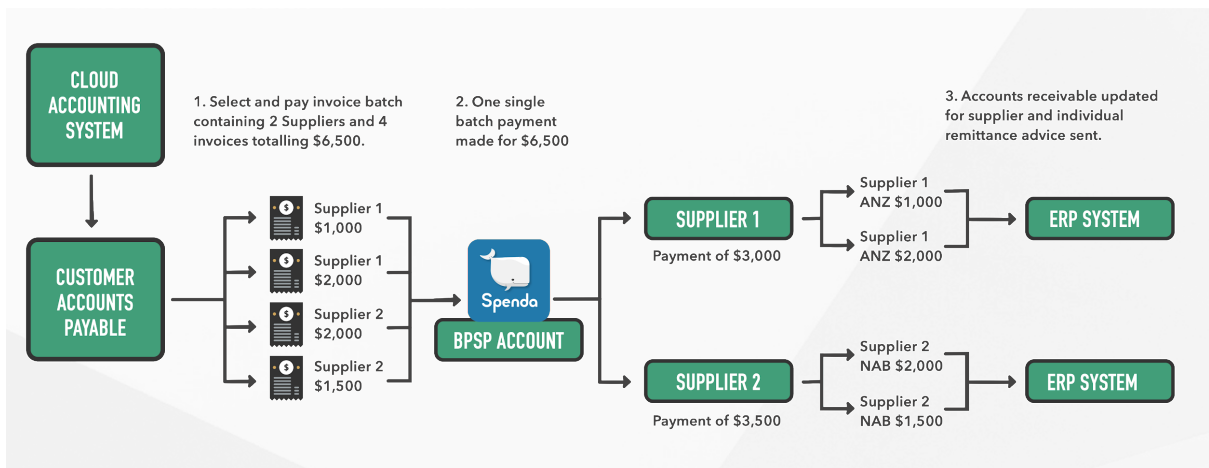 CLOUD
ACCOUNTING
SYSTEM
1. Select and pay invoice batch
containing 2 Suppliers and 4
invoices totalling $6,500.
2. One single
batch payment
made for $6,500
3. Accounts receivable updated
for supplier and individual
remittance advice sent.
CUSTOMER
ACCOUNTS
PAYABLE
$
Supplier 1
$1,000
$
Supplier 1
$2,000
$
Supplier 2
$2,000
$
Supplier 2
$1,500
Spenda
BPSP ACCOUNT
SUPPLIER 1
Payment of $3,000
Supplier 1
ANZ $1,000
Supplier 1
ANZ $2,000
ERP SYSTEM
SUPPLIER 2
Payment of $3,500
Supplier 2
NAB $2,000
Supplier 2
NAB $1,500
ERP SYSTEM